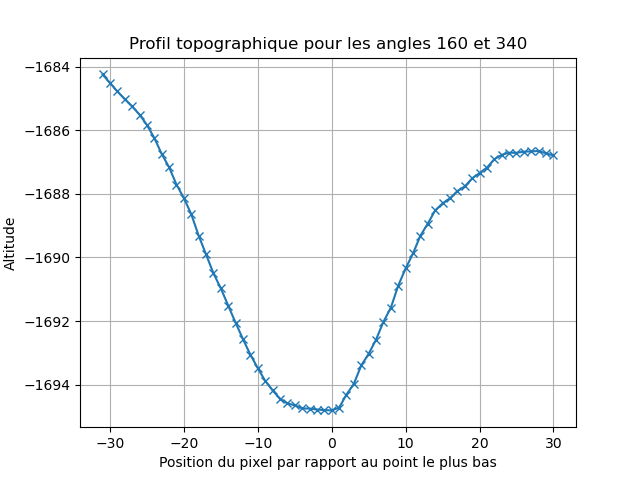 Profil topographique pour les angles 160 et 340
−1684
−1686
−1688
−1690
−1692
−1694
Altitude
−30 −20 −10 0 10 20 30
Position du pixel par rapport au point le plus bas